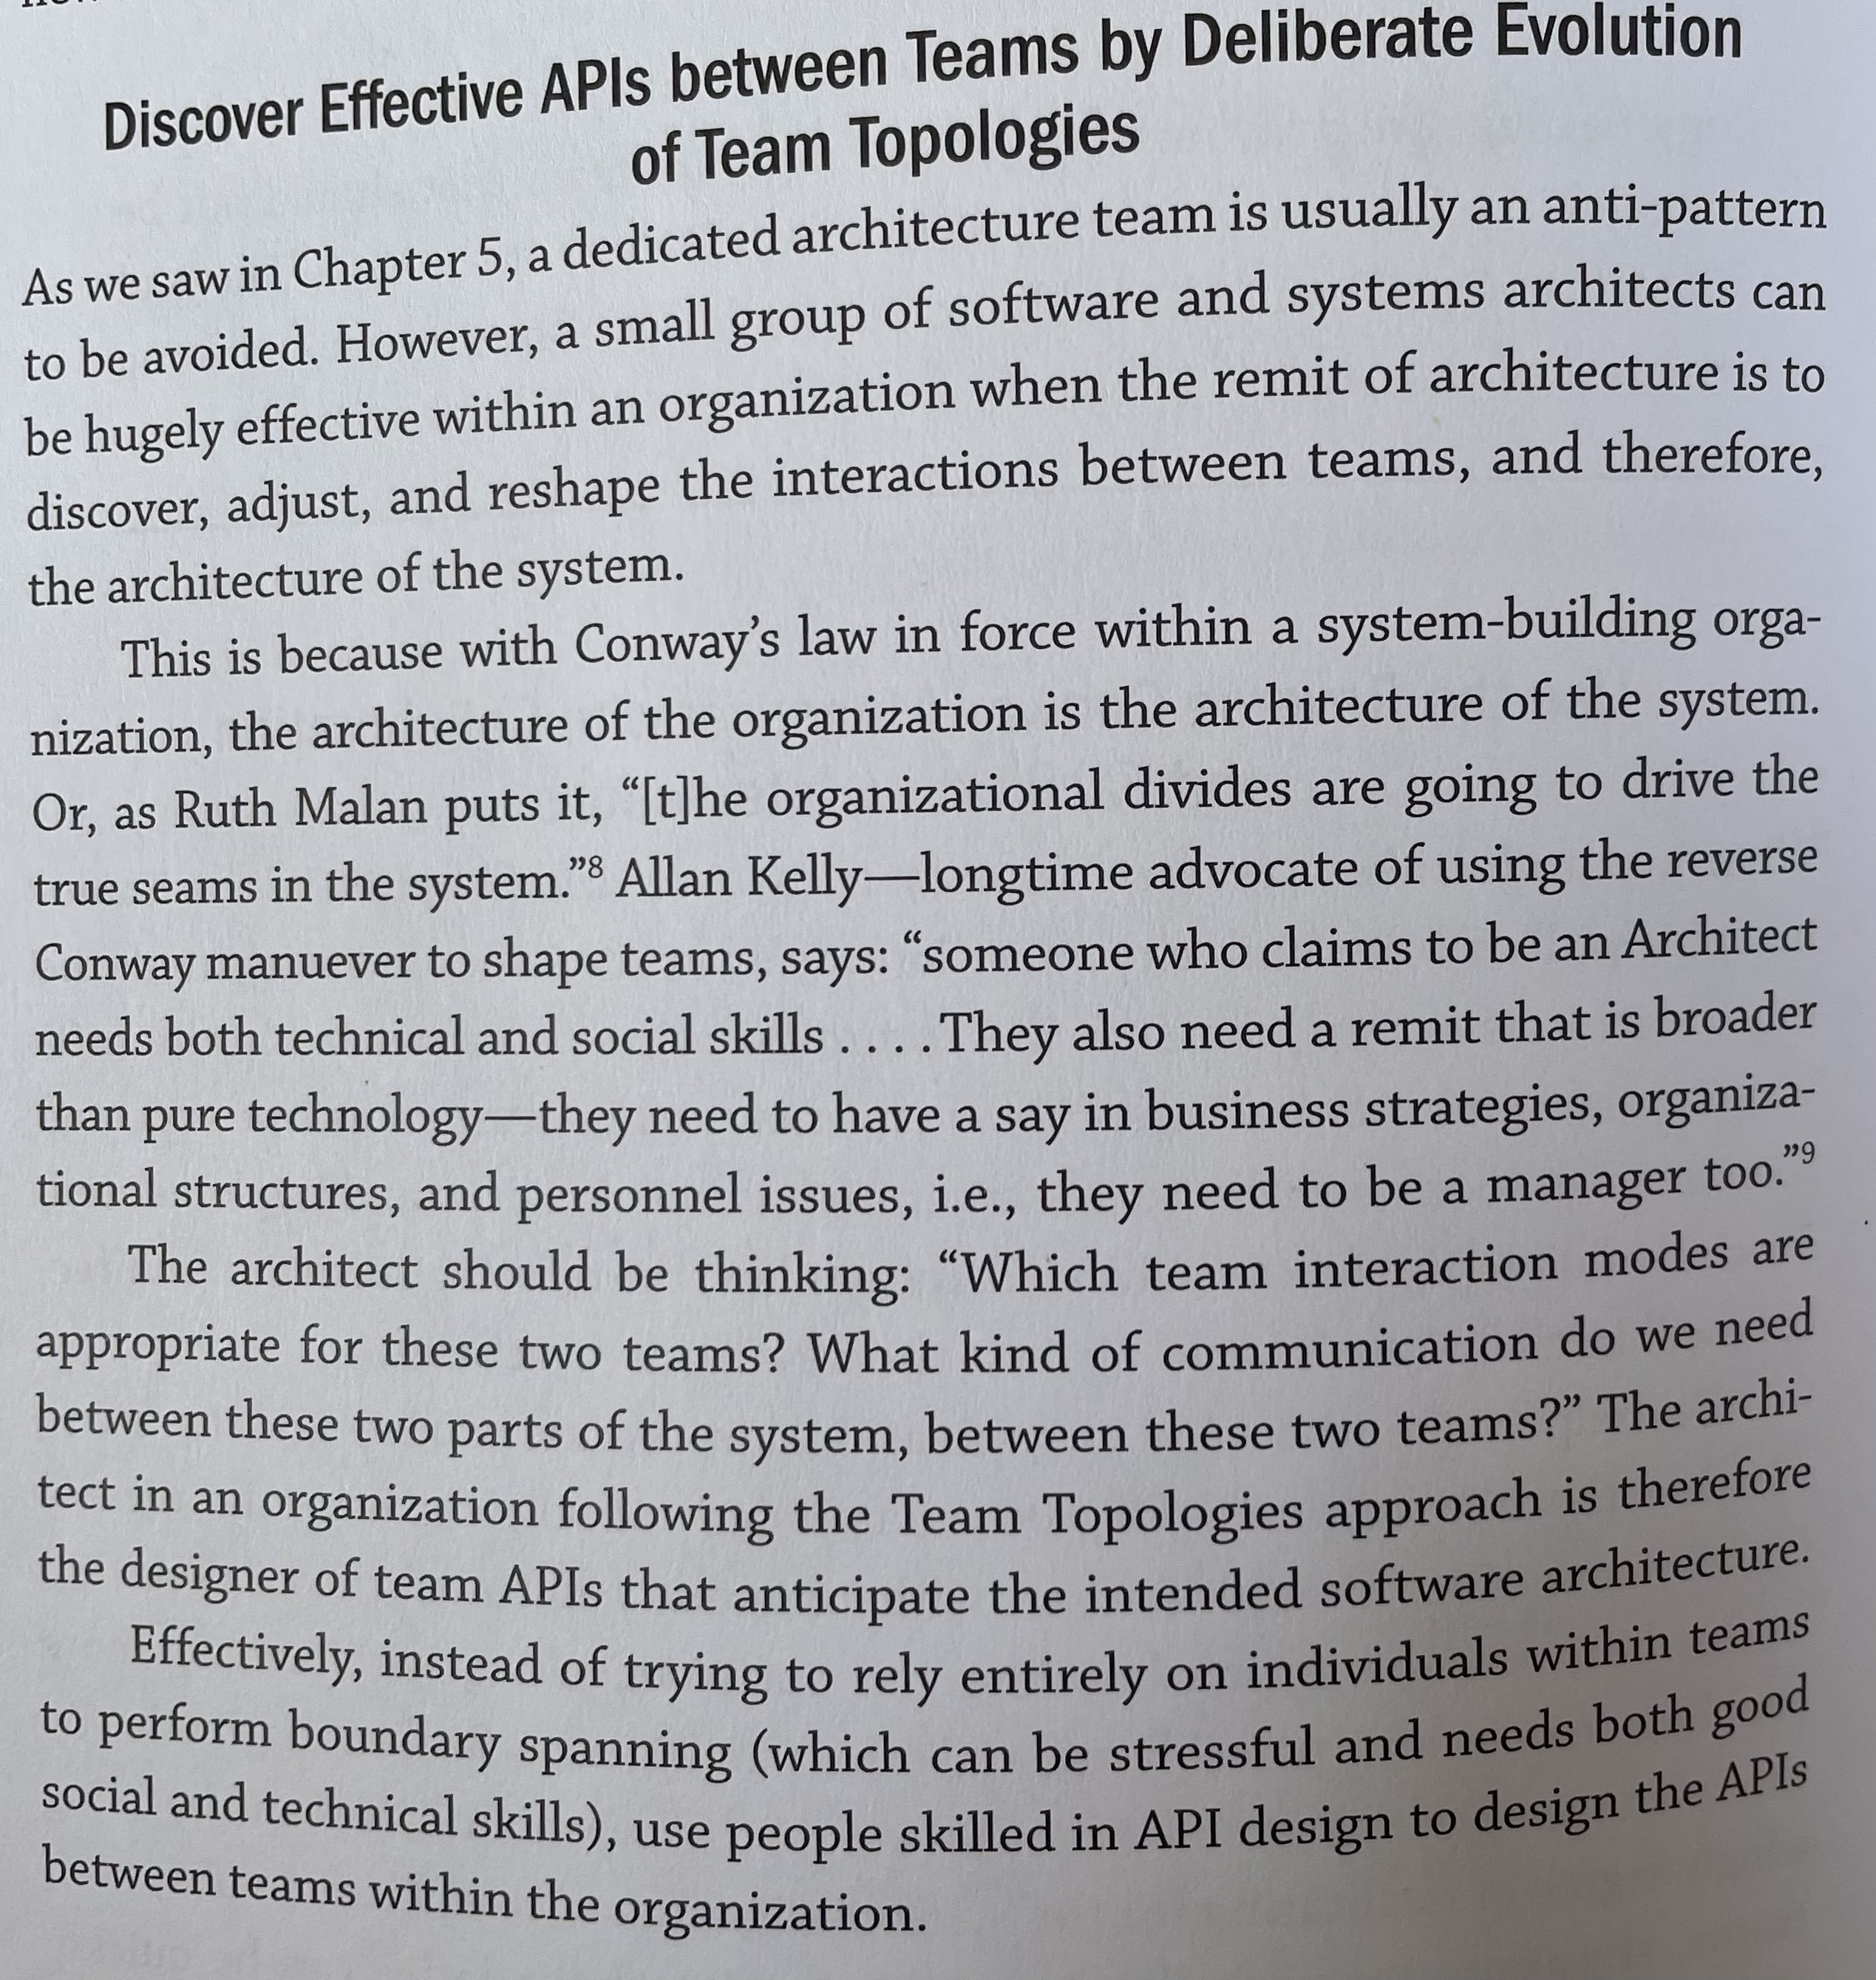 Discover Effective APIs between Teams by Deliberate Evolution
of Team Topologies
As we saw in Chapter 5, a dedicated architecture team is usually an anti-pattern
to be avoided. However, a small group of software and systems architects can
be hugely effective within an organization when the remit of architecture is to
discover, adjust, and reshape the interactions between teams, and therefore,
the architecture of the system.
This is because with Conway’s law in force within a system-building orga-
nization, the architecture of the organization is the architecture of the system.
Or, as Ruth Malan puts it, “[t]he organizational divides are going to drive the
true seams in the system.”8 Allan Kelly—longtime advocate of using the reverse
Conway manuever to shape teams, says: “someone who claims to be an Architect
needs both technical and social skills . . . . They also need a remit that is broader
than pure technology—they need to have a say in business strategies, organiza-
tional structures, and personnel issues, i.e., they need to be a manager too.”9
The architect should be thinking: “Which team interaction modes are
appropriate for these two teams? What kind of communication do we need
between these two parts of the system, between these two teams?” The archi-
tect in an organization following the Team Topologies approach is therefore
the designer of team APIs that anticipate the intended software architecture.
Effectively, instead of trying to rely entirely on individuals within teams
to perform boundary spanning (which can be stressful and needs both good
social and technical skills), use people skilled in API design to design the APIs
between teams within the organization.